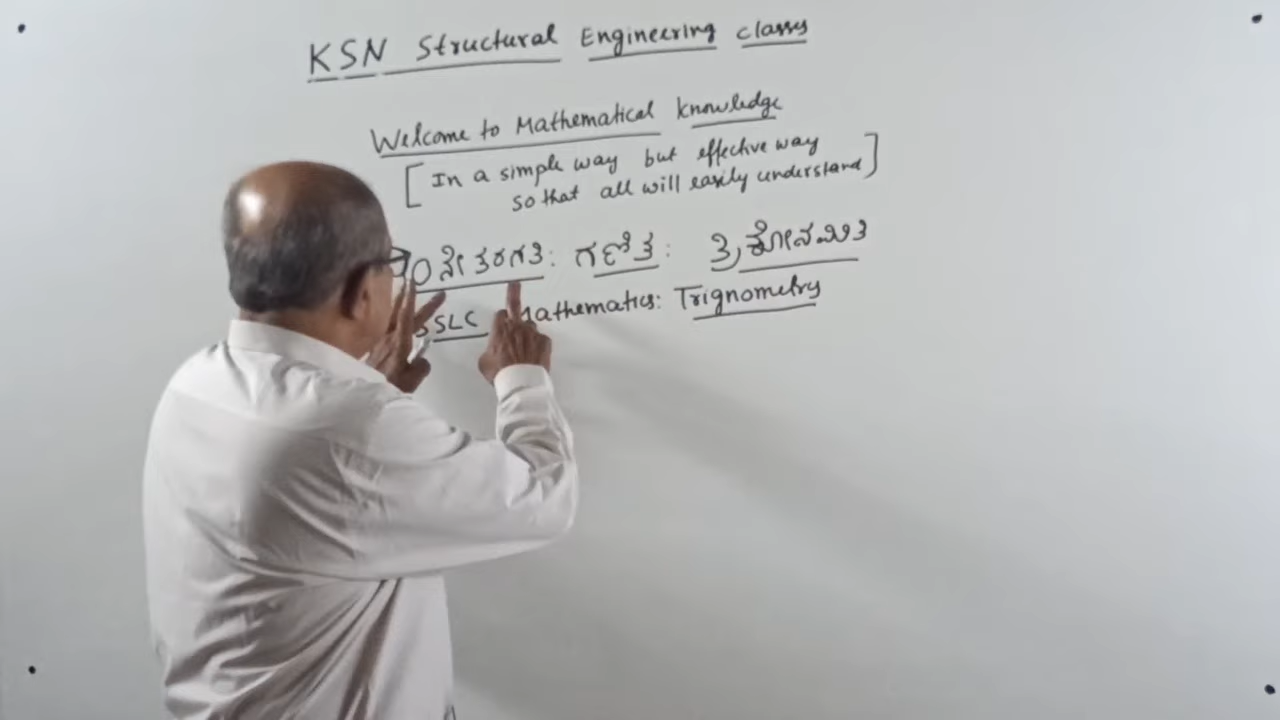 KSN Structural Engineering classes
Welcome to Mathematical knowledge
[In a simple way but effective way
so that all will easily understand]
0ನೇ ತರಗತಿ: ಗಣಿತ: ತ್ರಿಕೋನಮಿತಿ
SSLC Mathematics: Trignometry